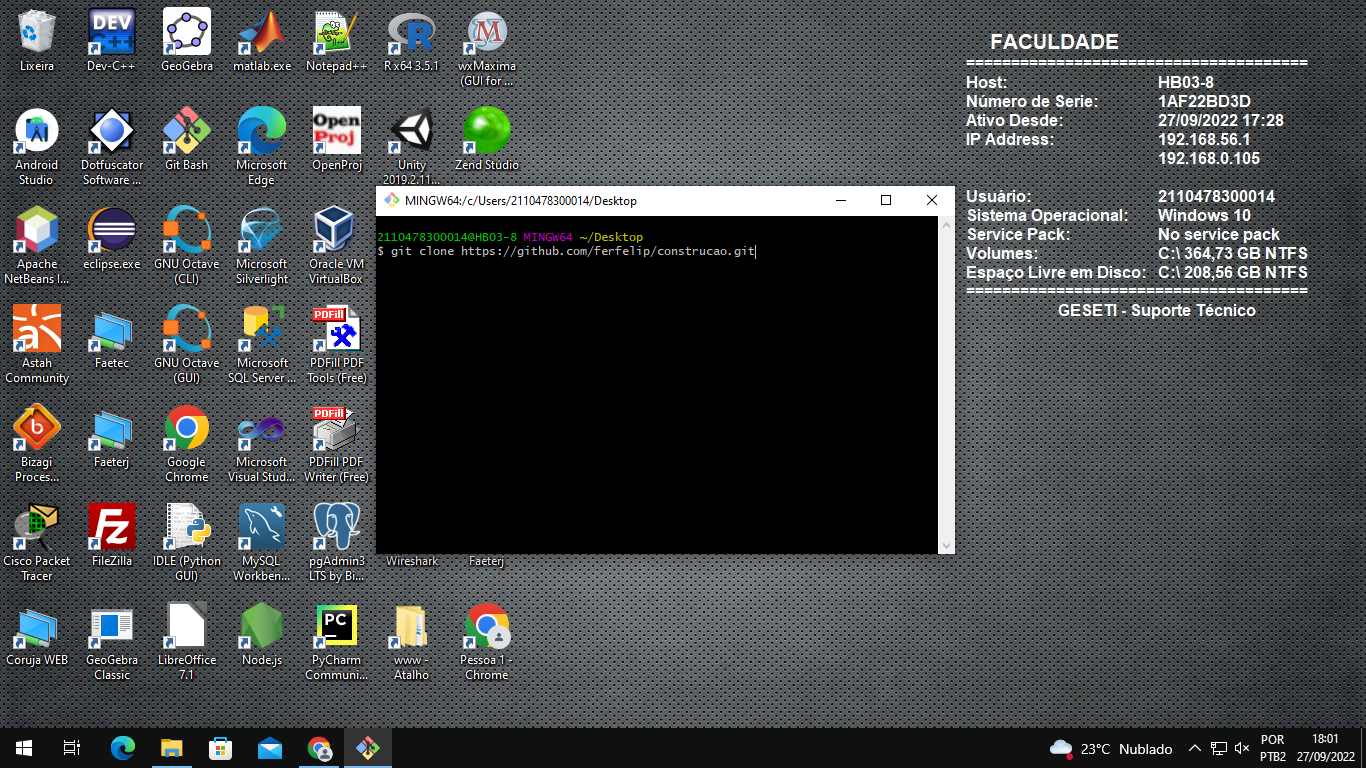 Lixeira
Dev-C++
GeoGebra
matlab.exe
Notepad++
R x64 3.5.1
wxMaxima
(GUI for ...
Android
Studio
Dotfuscator
Software ...
Git Bash
Microsoft
Edge
OpenProj
Unity
2019.2.11...
Zend Studio
Apache
NetBeans I...
eclipse.exe
GNU Octave
(CLI)
Microsoft
Silverlight
Oracle VM
VirtualBox
Astah
Community
Faetec
GNU Octave
(GUI)
Microsoft
SQL Server ...
PDFill PDF
Tools (Free)
Bizagi
Proces...
Faeterj
Google
Chrome
Microsoft
Visual Stud...
PDFill PDF
Writer (Free)
Cisco Packet
Tracer
FileZilla
IDLE (Python
GUI)
MySQL
Workben...
pgAdmin3
LTS by Bi...
Wireshark
Faeterj
Coruja WEB
GeoGebra
Classic
LibreOffice
7.1
Node.js
PyCharm
Communi...
www -
Atalho
Pessoa 1 -
Chrome
DEV
Open
Proj
PDFill
PDFill
PC
MINGW64:/c/Users/2110478300014/Desktop
2110478300014@HB03-8 MINGW64 ~/Desktop
$ git clone https://github.com/ferfelip/construcao.git
FACULDADE
====================================
Host: HB03-8
Número de Serie: 1AF22BD3D
Ativo Desde: 27/09/2022 17:28
IP Address: 192.168.56.1
192.168.0.105
Usuário: 2110478300014
Sistema Operacional: Windows 10
Service Pack: No service pack
Volumes: C:\ 364,73 GB NTFS
Espaço Livre em Disco: C:\ 208,56 GB NTFS
====================================
GESETI - Suporte Técnico
23°C Nublado
POR
PTB2
18:01
27/09/2022